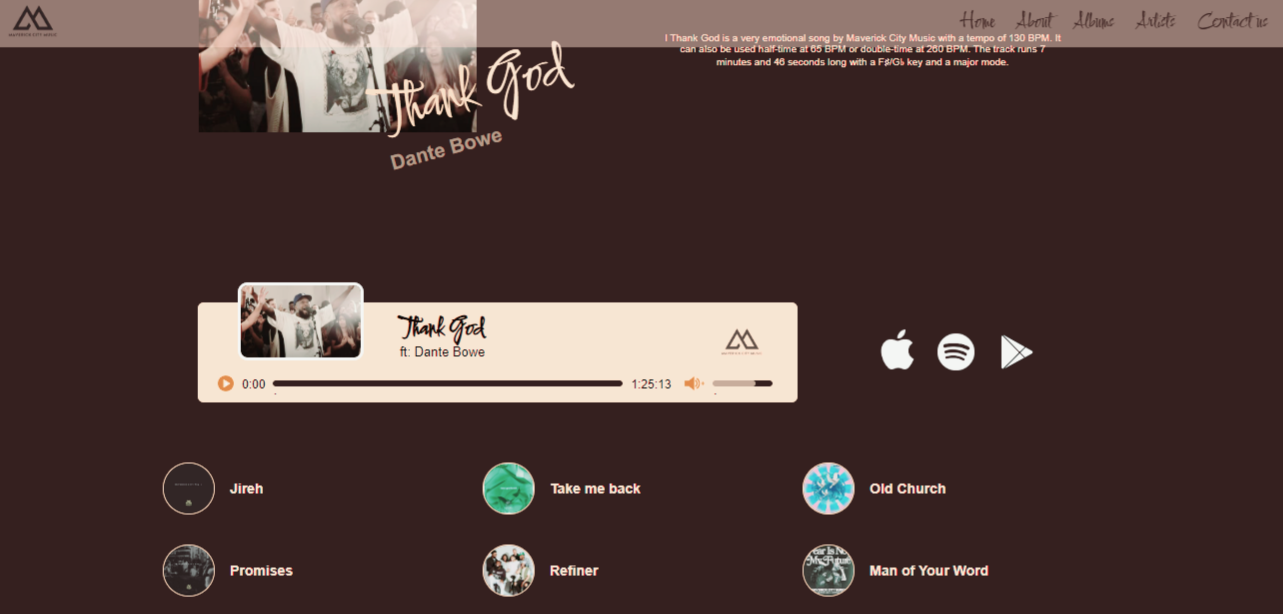 MAVERICK CITY MUSIC
Home About Albums Artists Contact us
I Thank God is a very emotional song by Maverick City Music with a tempo of 130 BPM. It
can also be used half-time at 65 BPM or double-time at 260 BPM. The track runs 7
minutes and 46 seconds long with a F♯/G♭ key and a major mode.
Thank God
Dante Bowe
Thank God
ft: Dante Bowe
MAVERICK CITY MUSIC
0:00 1:25:13
Jireh Take me back Old Church
Promises Refiner Man of Your Word